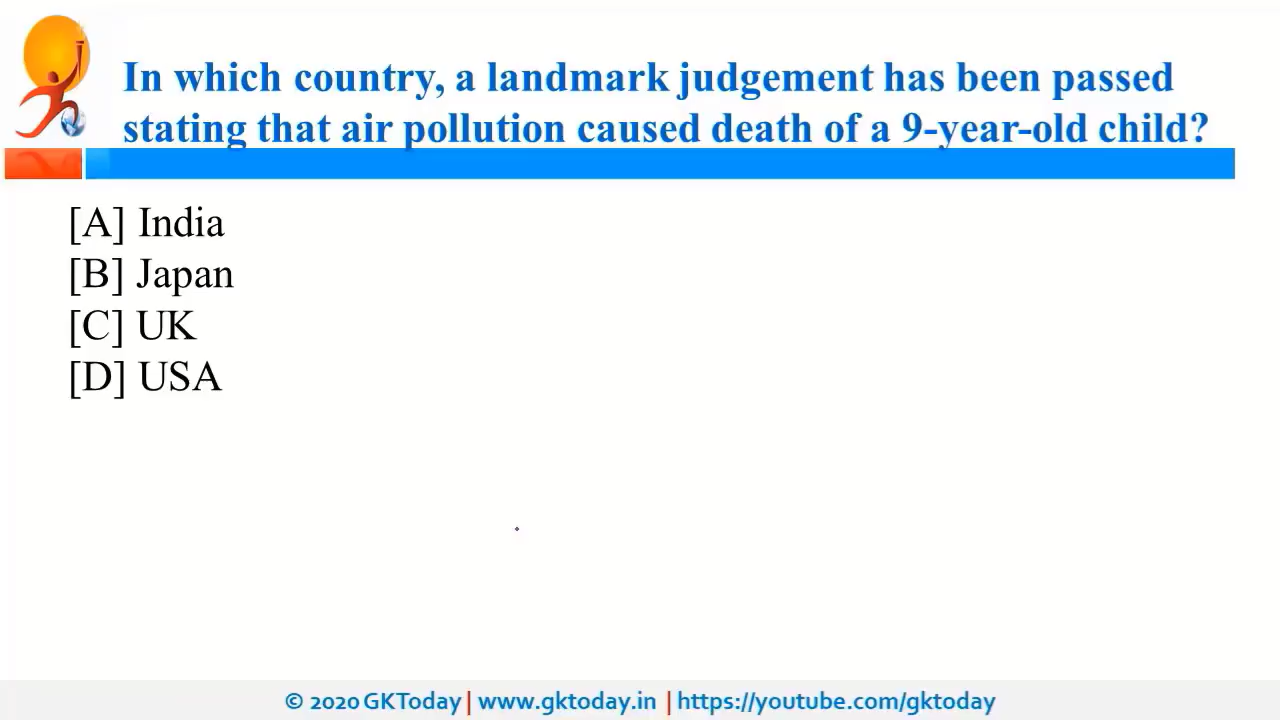 In which country, a landmark judgement has been passed
stating that air pollution caused death of a 9-year-old child?
[A] India
[B] Japan
[C] UK
[D] USA
© 2020 GKToday | www.gktoday.in | https://youtube.com/gktoday